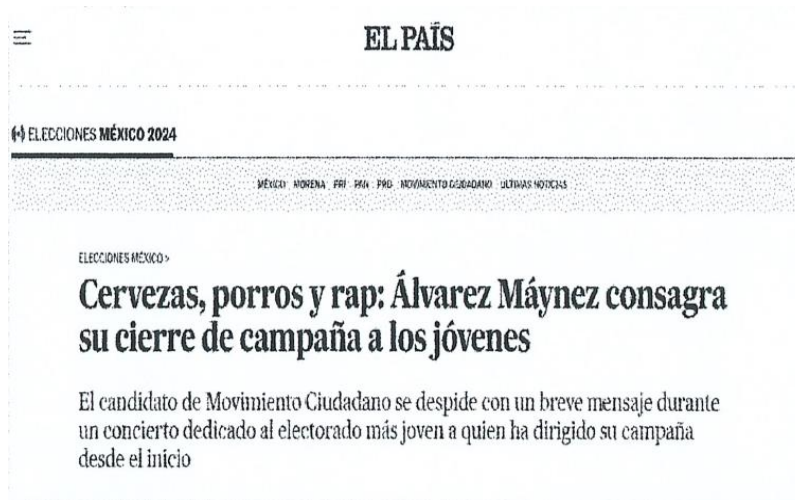 EL PAÍS
ELECCIONES MÉXICO 2024
MÉXICO MORENA PRI PAN PRD MOVIMIENTO CIUDADANO ULTIMAS NOTICIAS
ELECCIONES MÉXICO >
Cervezas, porros y rap: Álvarez Máynez consagra
su cierre de campaña a los jóvenes
El candidato de Movimiento Ciudadano se despide con un breve mensaje durante
un concierto dedicado al electorado más joven a quien ha dirigido su campaña
desde el inicio